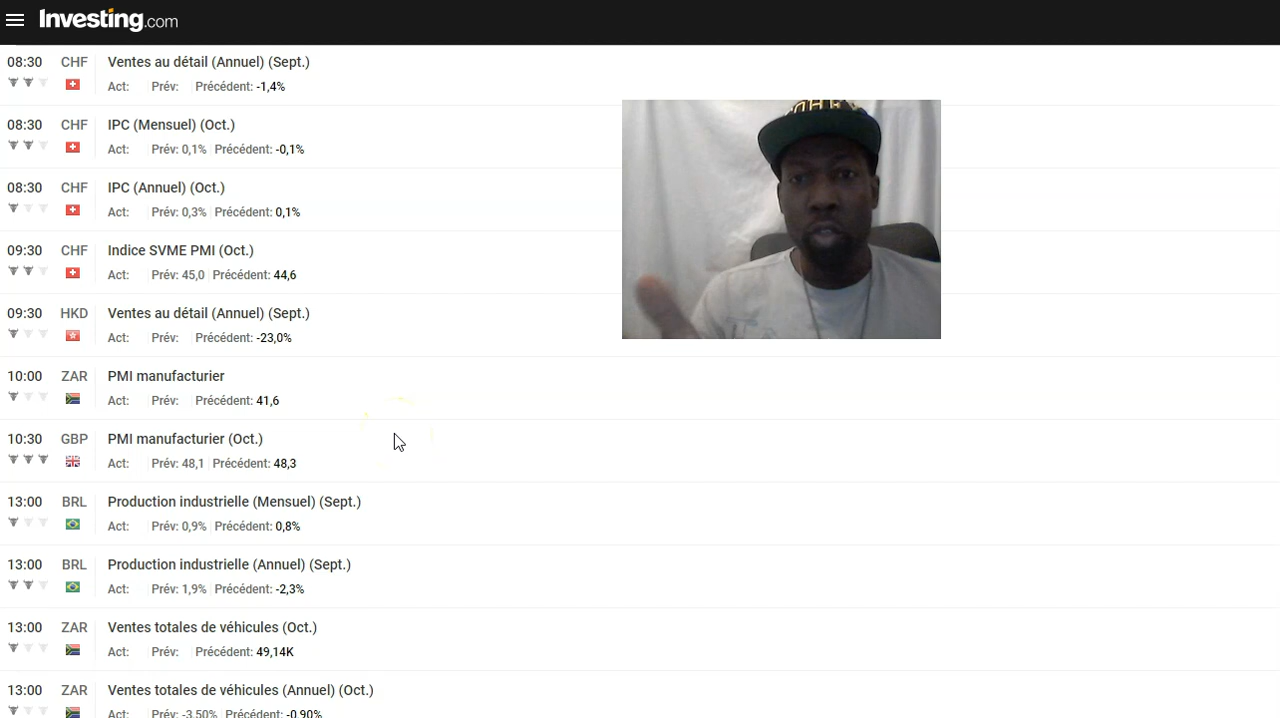 Investing.com
08:30 CHF Ventes au détail (Annuel) (Sept.)
Act: Prév: Précédent: -1,4%
08:30 CHF IPC (Mensuel) (Oct.)
Act: Prév: 0,1% Précédent: -0,1%
08:30 CHF IPC (Annuel) (Oct.)
Act: Prév: 0,3% Précédent: 0,1%
09:30 CHF Indice SVME PMI (Oct.)
Act: Prév: 45,0 Précédent: 44,6
09:30 HKD Ventes au détail (Annuel) (Sept.)
Act: Prév: Précédent: -23,0%
10:00 ZAR PMI manufacturier
Act: Prév: Précédent: 41,6
10:30 GBP PMI manufacturier (Oct.)
Act: Prév: 48,1 Précédent: 48,3
13:00 BRL Production industrielle (Mensuel) (Sept.)
Act: Prév: 0,9% Précédent: 0,8%
13:00 BRL Production industrielle (Annuel) (Sept.)
Act: Prév: 1,9% Précédent: -2,3%
13:00 ZAR Ventes totales de véhicules (Oct.)
Act: Prév: Précédent: 49,14K
13:00 ZAR Ventes totales de véhicules (Annuel) (Oct.)
Act: Prév: -3,50% Précédent: -0,90%